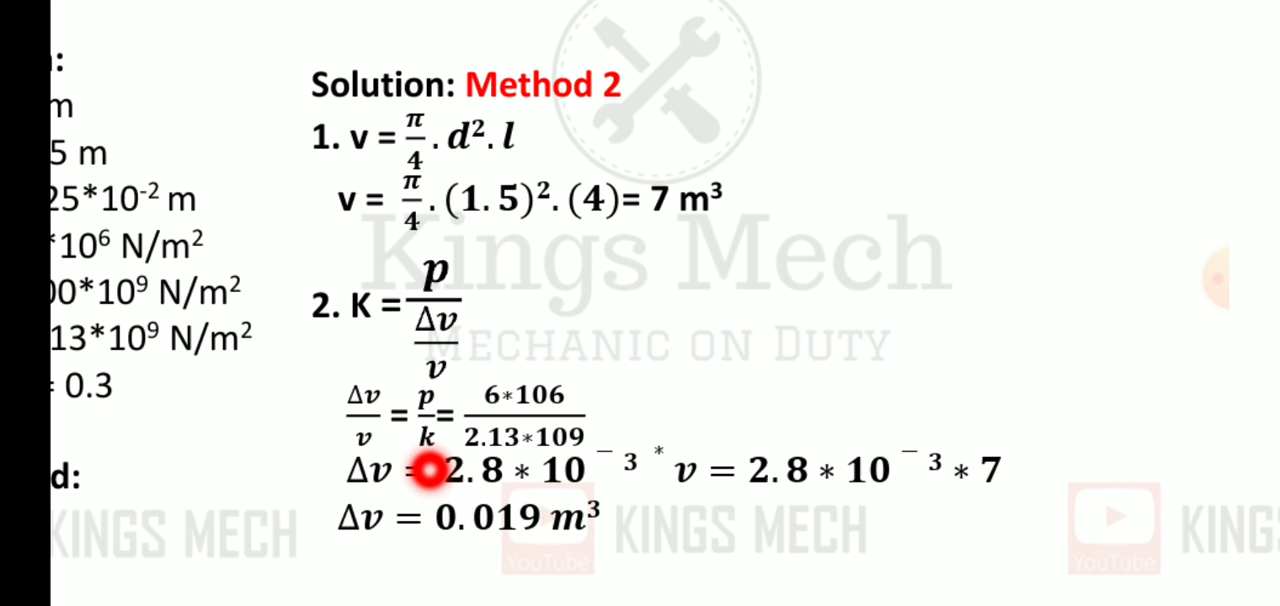 :
m
5 m
25*10⁻² m
*10⁶ N/m²
00*10⁹ N/m²
13*10⁹ N/m²
= 0.3
d:
Solution: Method 2
1. v = π/4 . d². l
v = π/4 . (1.5)². (4)= 7 m³
2. K = p/(Δv/v)
Δv/v = p/k = 6*106/2.13*109
Δv = 2.8 * 10⁻³ * v = 2.8 * 10⁻³ * 7
Δv = 0.019 m³
Kings Mech
MECHANIC ON DUTY
KINGS MECH
YouTube
KINGS MECH
YouTube
KING